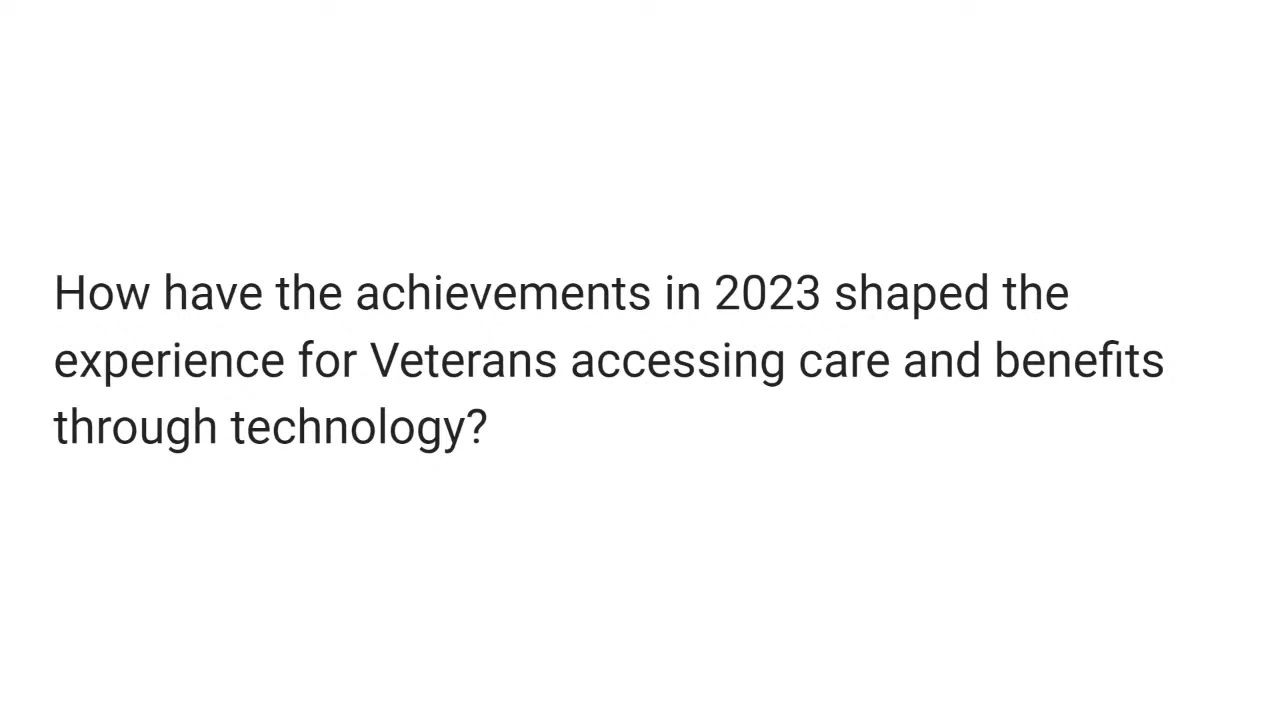 How have the achievements in 2023 shaped the
experience for Veterans accessing care and benefits
through technology?